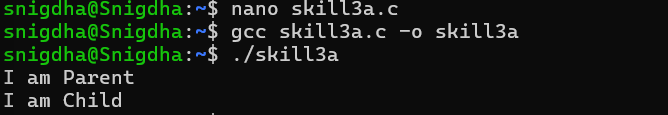 snigdha@Snigdha:~$ nano skill3a.c
snigdha@Snigdha:~$ gcc skill3a.c -o skill3a
snigdha@Snigdha:~$ ./skill3a
I am Parent
I am Child